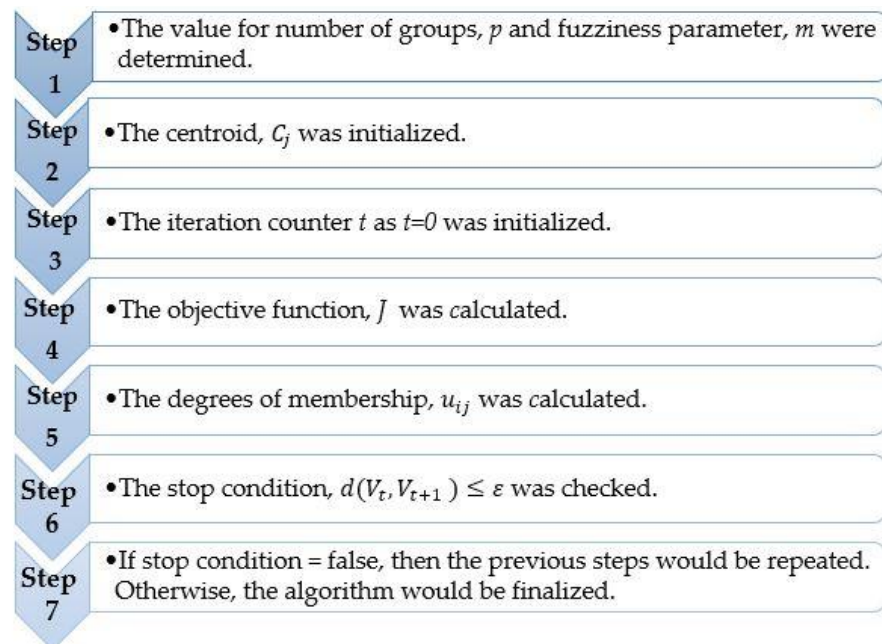 Step
1
•The value for number of groups, p and fuzziness parameter, m were
determined.
Step
2
•The centroid, C_j was initialized.
Step
3
•The iteration counter t as t=0 was initialized.
Step
4
•The objective function, J was calculated.
Step
5
•The degrees of membership, u_{ij} was calculated.
Step
6
•The stop condition, d(V_t, V_{t+1}) ≤ ε was checked.
Step
7
•If stop condition = false, then the previous steps would be repeated.
Otherwise, the algorithm would be finalized.